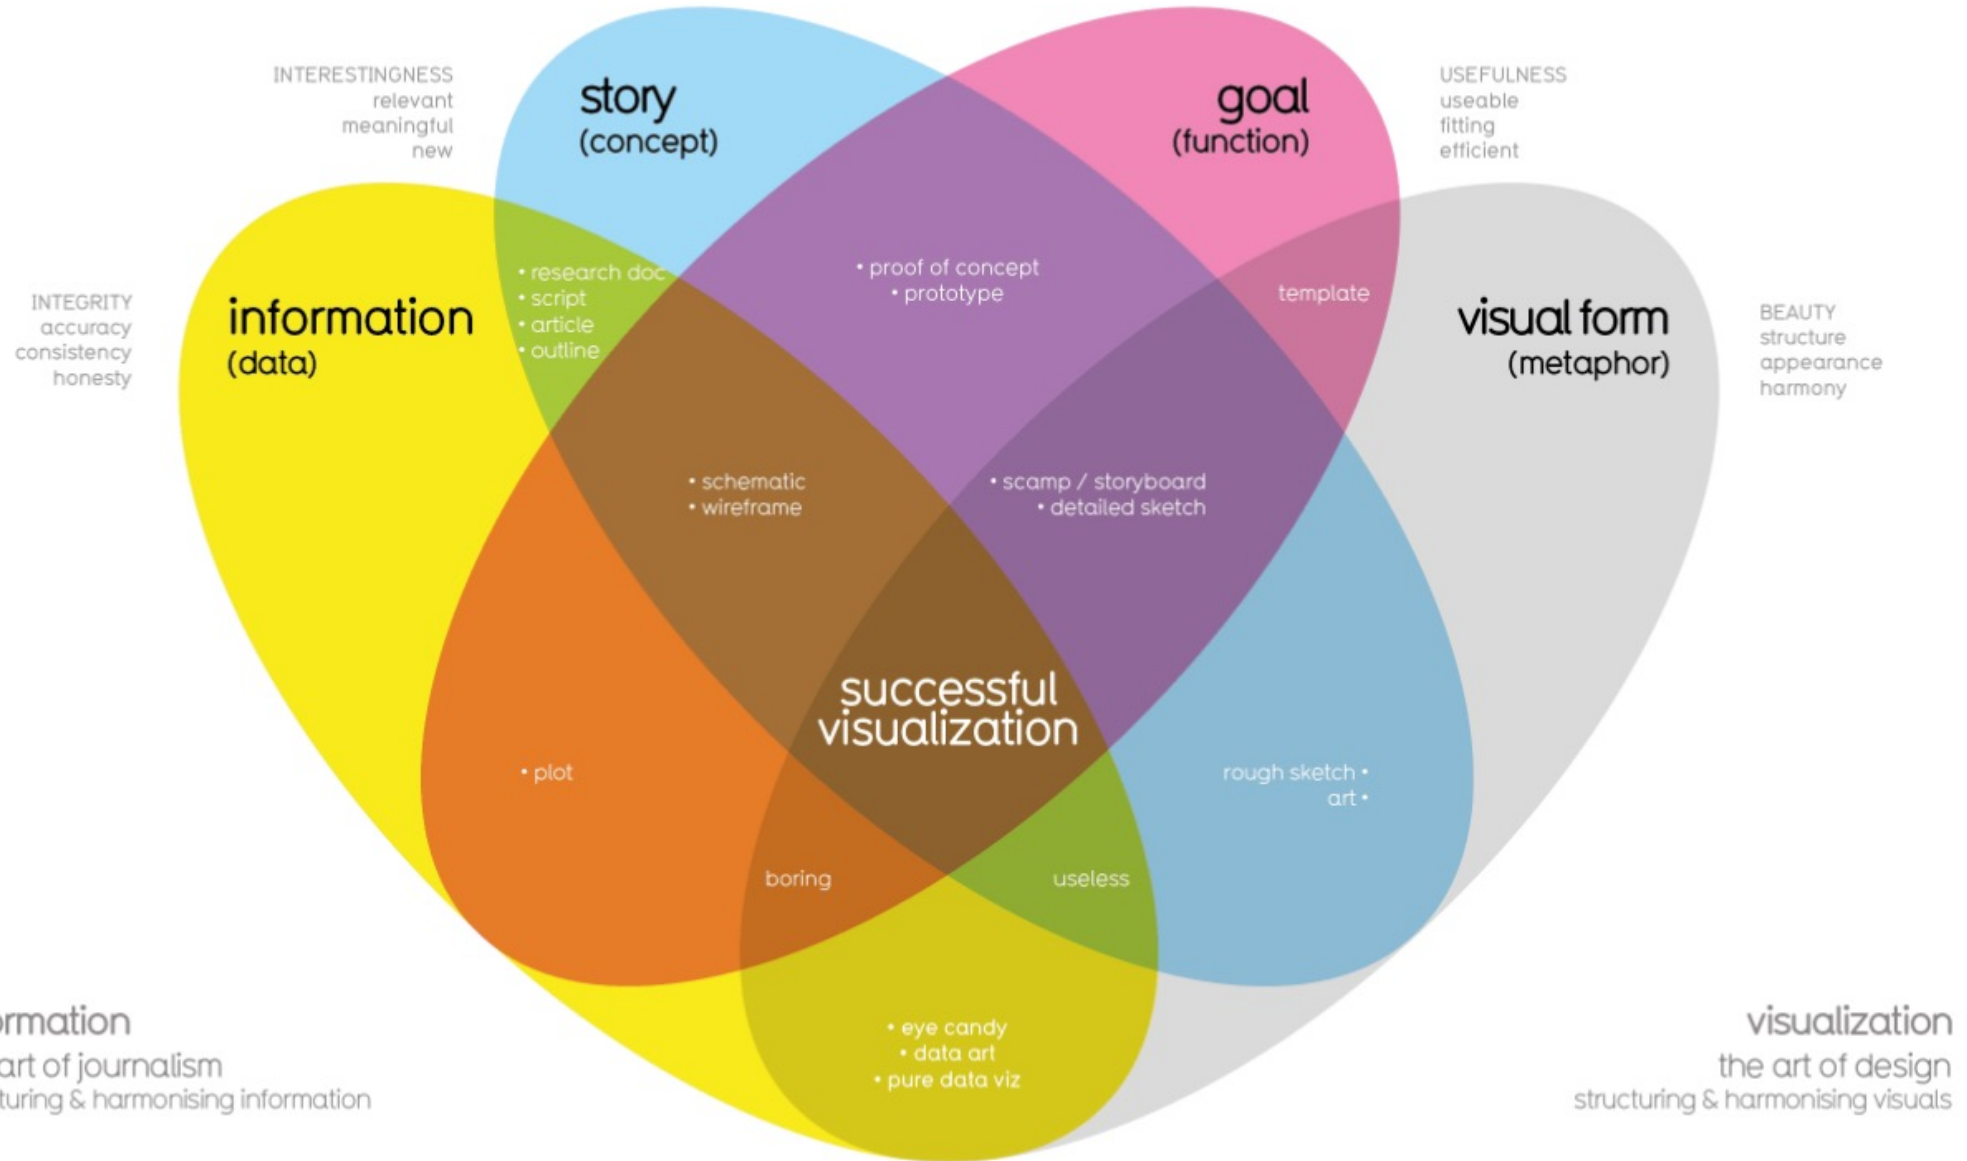 INTERESTINGNESS
relevant
meaningful
new
story
(concept)
goal
(function)
USEFULNESS
useable
fitting
efficient
INTEGRITY
accuracy
consistency
honesty
information
(data)
• research doc
• script
• article
• outline
• proof of concept
• prototype
template
visual form
(metaphor)
BEAUTY
structure
appearance
harmony
• schematic
• wireframe
• scamp / storyboard
• detailed sketch
successful
visualization
• plot
rough sketch •
art •
boring
useless
• eye candy
• data art
• pure data viz
ormation
art of journalism
turing & harmonising information
visualization
the art of design
structuring & harmonising visuals